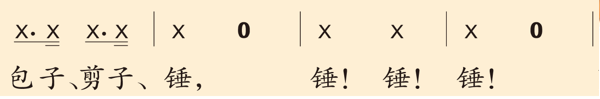 X. X X. X | X 0 | X X | X 0 |
包子、剪子、锤， 锤！ 锤！ 锤！